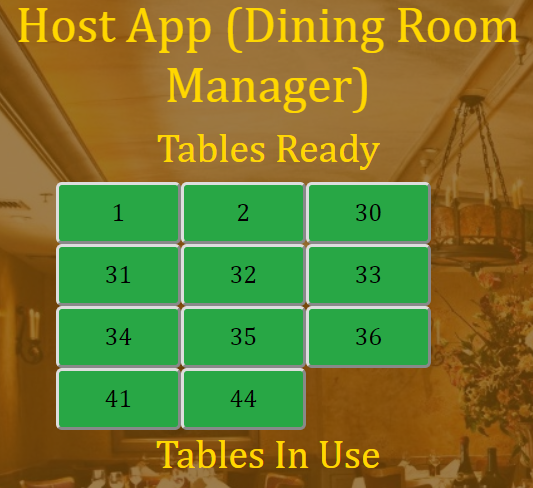 Host App (Dining Room
Manager)
Tables Ready
1 2 30
31 32 33
34 35 36
41 44
Tables In Use